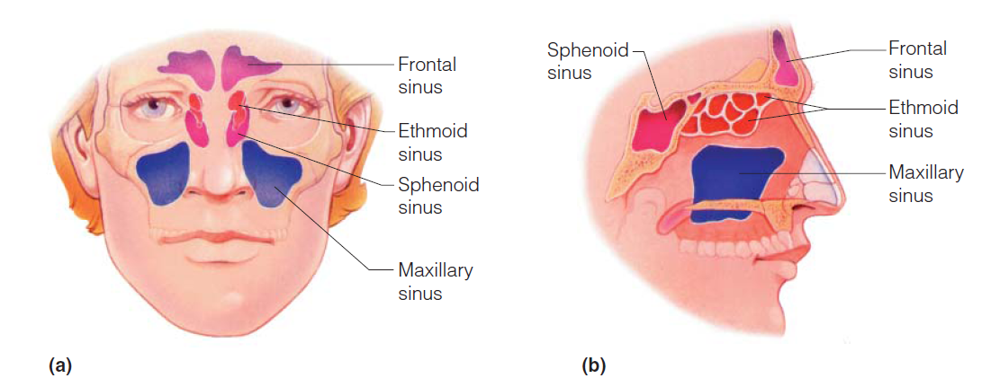 Frontal
sinus
Ethmoid
sinus
Sphenoid
sinus
Maxillary
sinus
(a)
Sphenoid
sinus
Frontal
sinus
Ethmoid
sinus
Maxillary
sinus
(b)